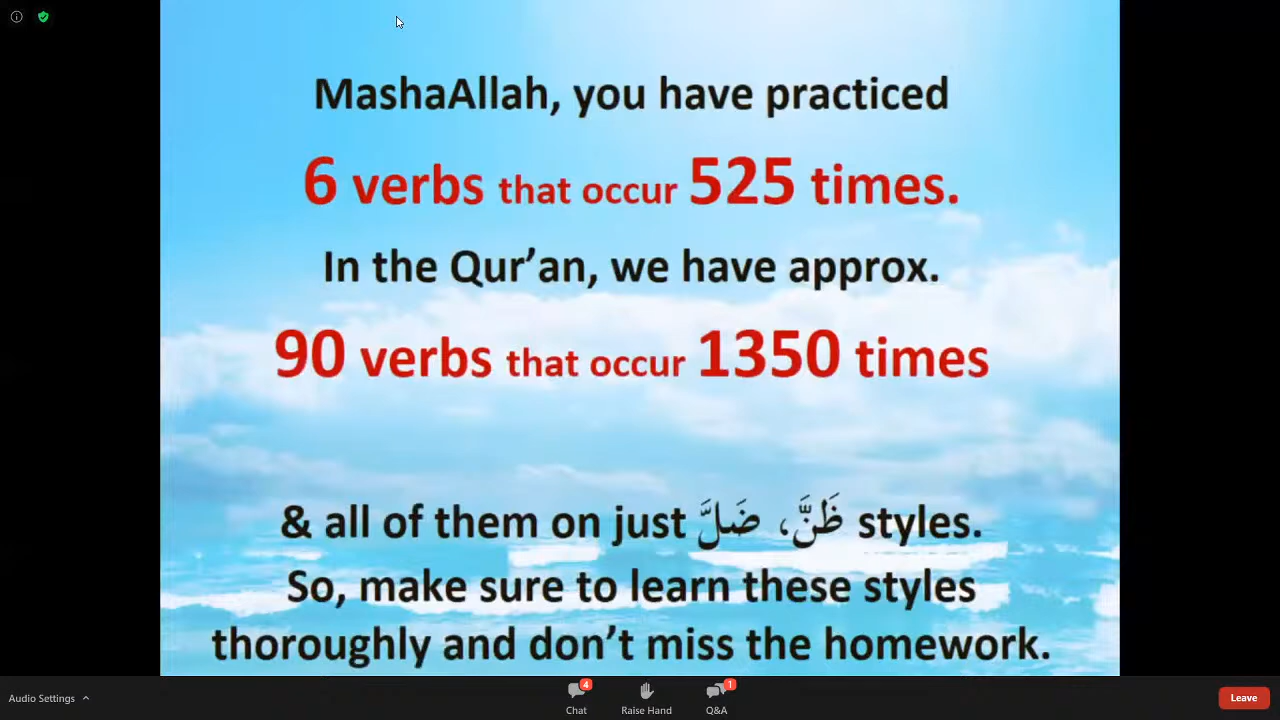 MashaAllah, you have practiced
6 verbs that occur 525 times.
In the Qur’an, we have approx.
90 verbs that occur 1350 times
& all of them on just ظَنَّ، ضَلَّ styles.
So, make sure to learn these styles
thoroughly and don’t miss the homework.
Audio Settings
4
Chat
Raise Hand
1
Q&A
Leave